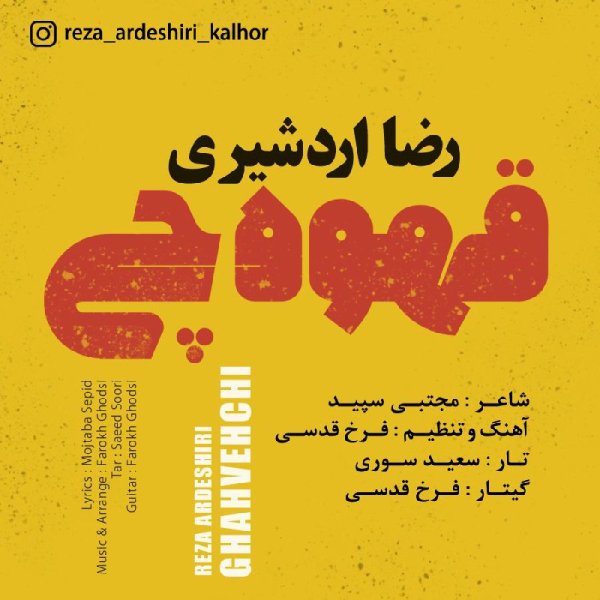 reza_ardeshiri_kalhor
رضا اردشیری
قهوه چی
شاعر : مجتبی سپید
آهنگ و تنظیم : فرخ قدسی
تار : سعید سوری
گیتار : فرخ قدسی
REZA ARDESHIRI
GHAHVEHCHI
Lyrics : Mojtaba Sepid
Music & Arrange : Farokh Ghodsi
Tar : Saeed Soori
Guitar : Farokh Ghodsi